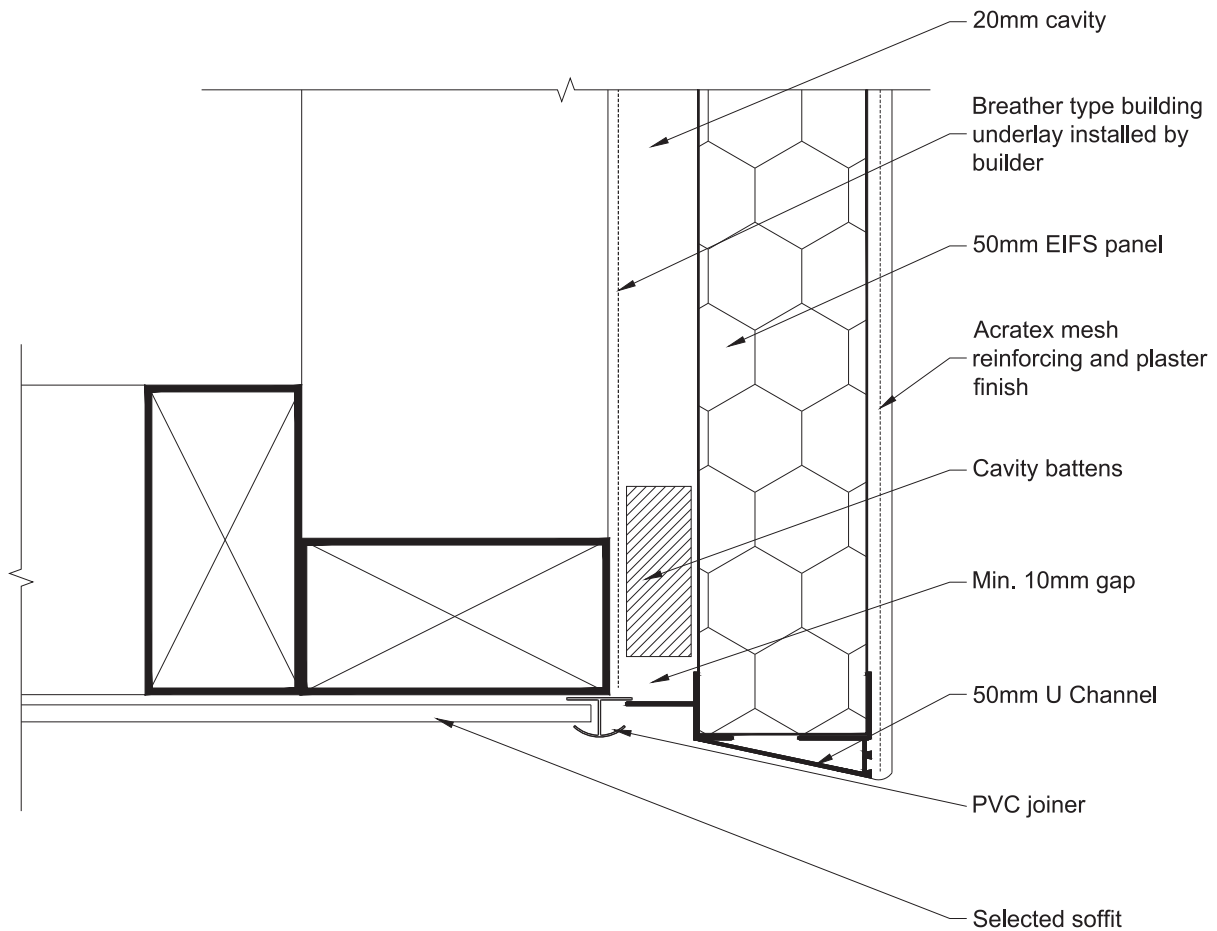 20mm cavity
Breather type building
underlay installed by
builder
50mm EIFS panel
Acratex mesh
reinforcing and plaster
finish
Cavity battens
Min. 10mm gap
50mm U Channel
PVC joiner
Selected soffit